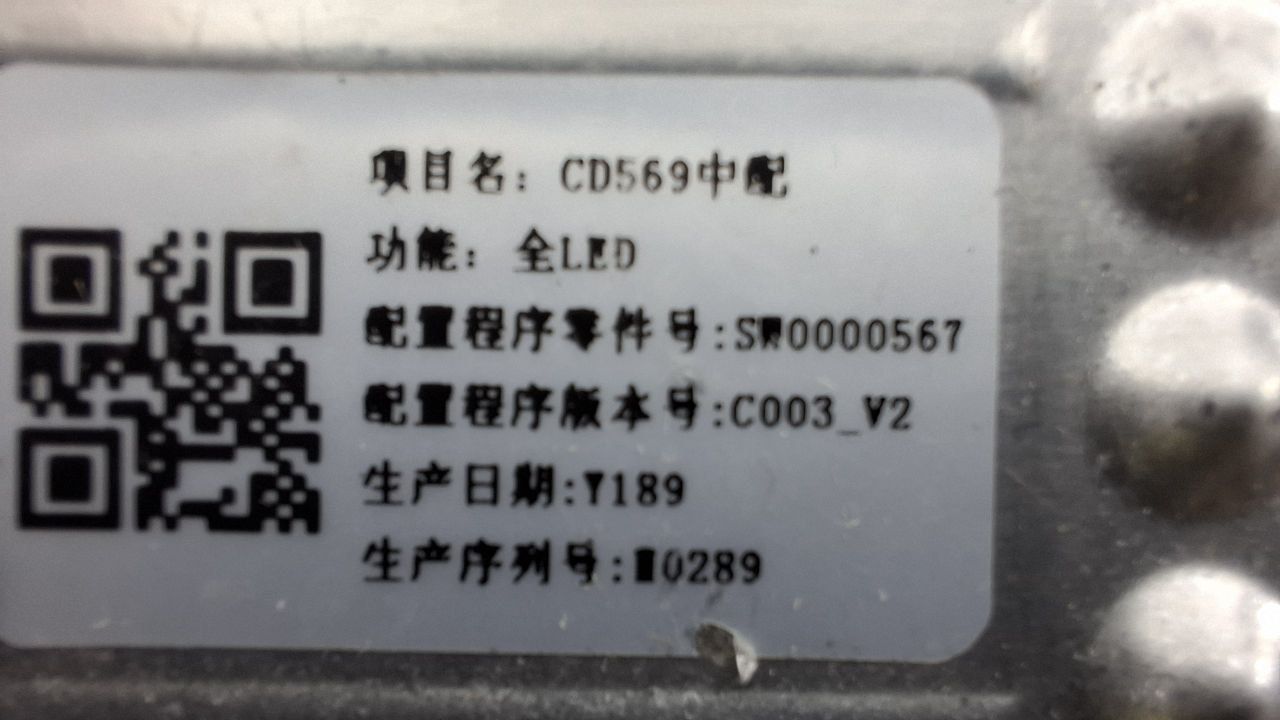 项目名：CD569中配
功能：全LED
配置程序零件号:SW0000567
配置程序版本号:C003_V2
生产日期:Y189
生产序列号:M0289